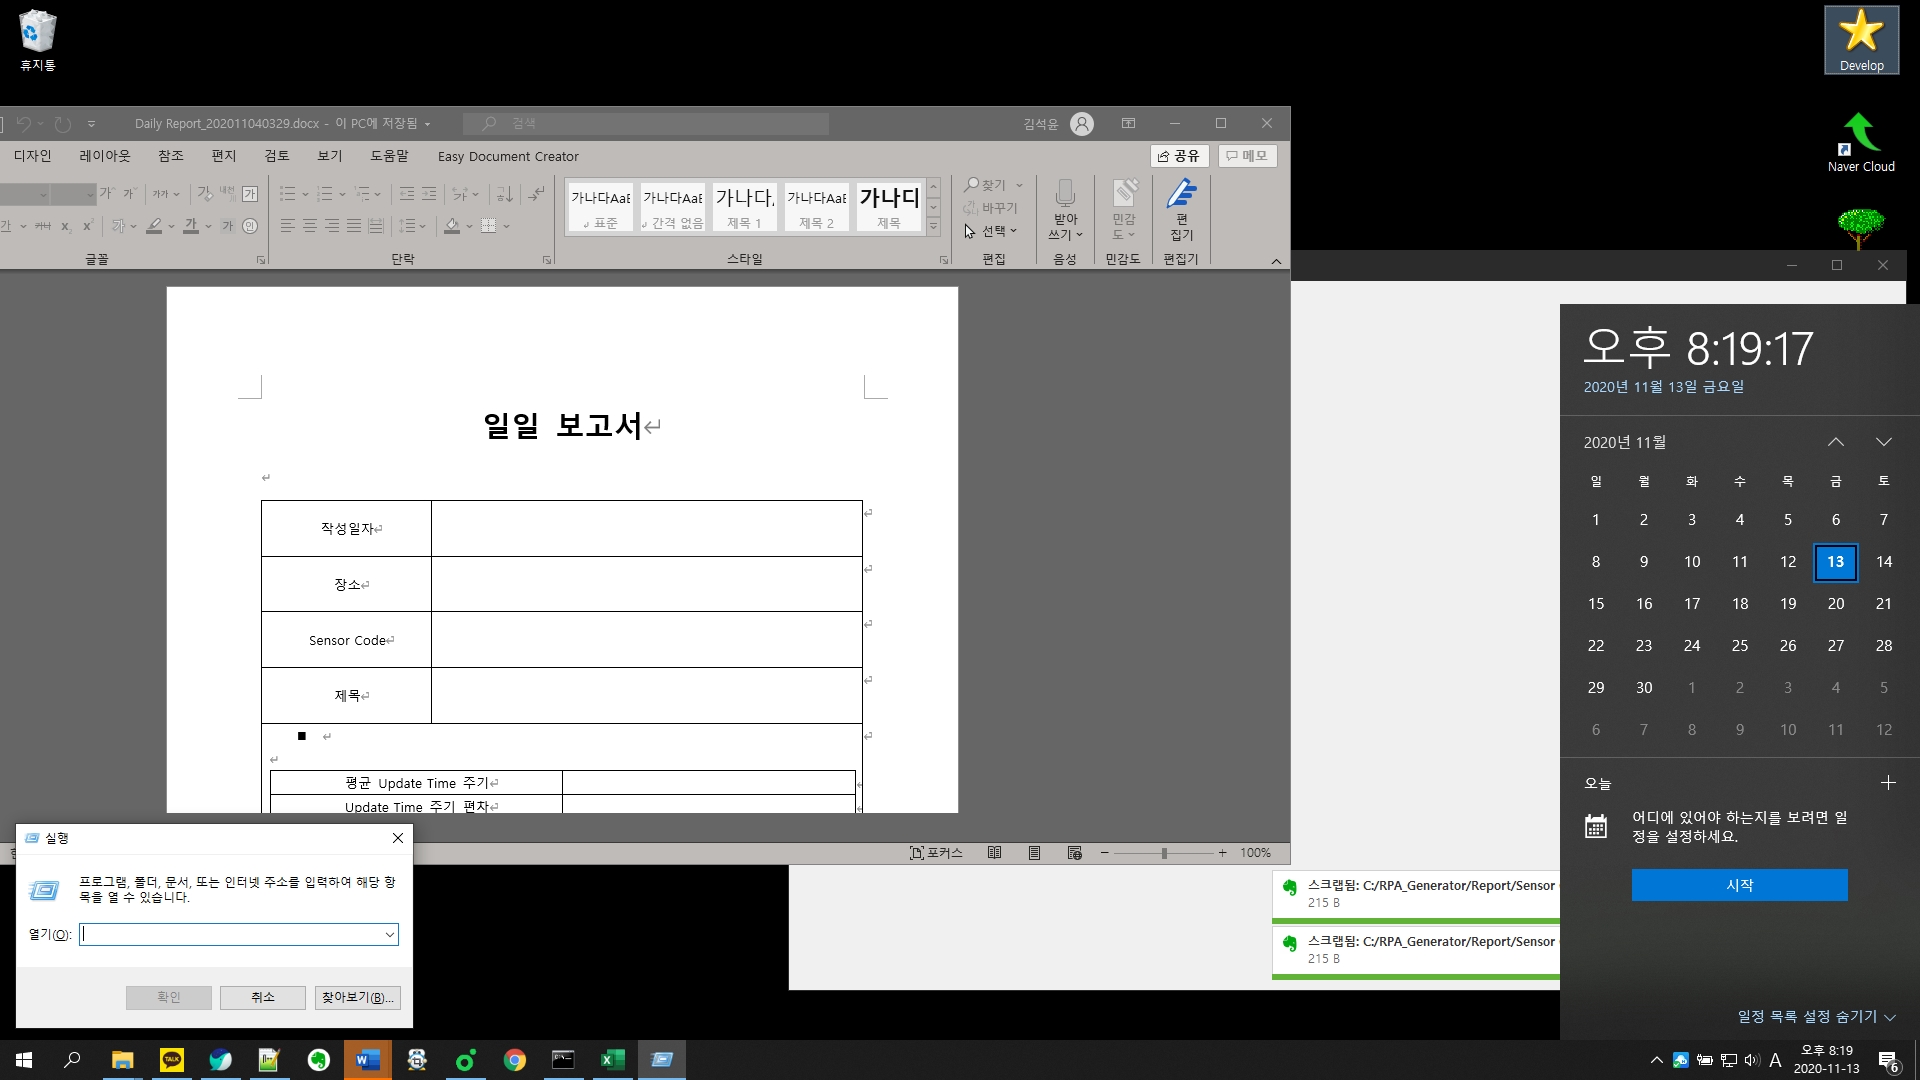 휴지통
Develop
Naver Cloud
Daily Report_202011040329.docx - 이 PC에 저장됨
검색
김석윤
디자인 레이아웃 참조 편지 검토 보기 도움말 Easy Document Creator
공유 메모
가나다AaB 가나다AaB 가나다 가나다AaB 가나다
표준 간격 없음 제목 1 제목 2 제목
찾기
바꾸기
선택
받아
쓰기
민감
도
편
집기
글꼴 단락 스타일 편집 음성 민감도 편집기
일일 보고서
작성일자
장소
Sensor Code
제목
평균 Update Time 주기
Update Time 주기 편차
포커스
100%
실행
프로그램, 폴더, 문서, 또는 인터넷 주소를 입력하여 해당 항
목을 열 수 있습니다.
열기(O):
확인 취소 찾아보기(B)...
스크랩됨: C:/RPA_Generator/Report/Sensor
215 B
스크랩됨: C:/RPA_Generator/Report/Sensor
215 B
오후 8:19:17
2020년 11월 13일 금요일
2020년 11월
일 월 화 수 목 금 토
1 2 3 4 5 6 7
8 9 10 11 12 13 14
15 16 17 18 19 20 21
22 23 24 25 26 27 28
29 30 1 2 3 4 5
6 7 8 9 10 11 12
오늘
어디에 있어야 하는지를 보려면 일
정을 설정하세요.
시작
일정 목록 설정 숨기기
TALK
A
오후 8:19
2020-11-13
6